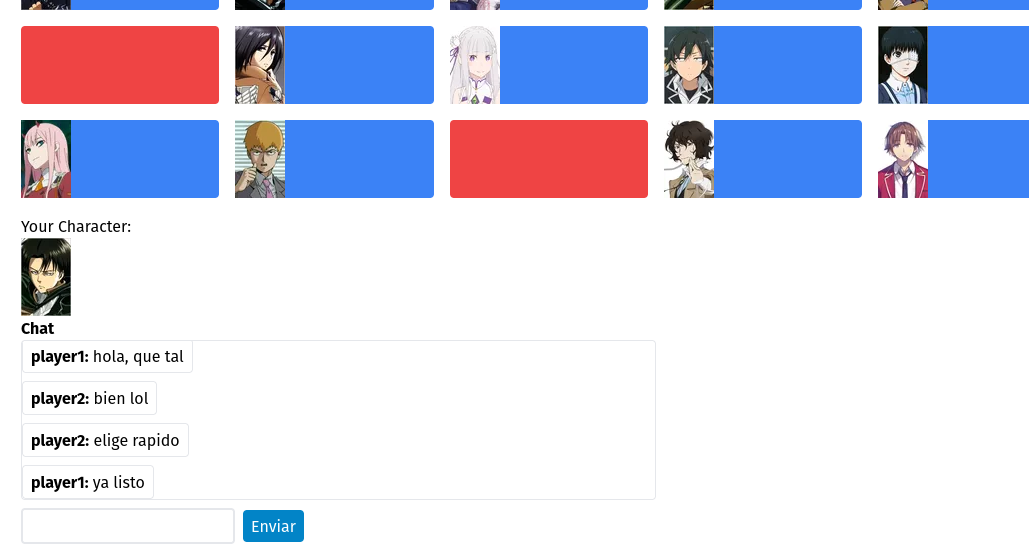 Your Character:
Chat
player1: hola, que tal
player2: bien lol
player2: elige rapido
player1: ya listo
Enviar